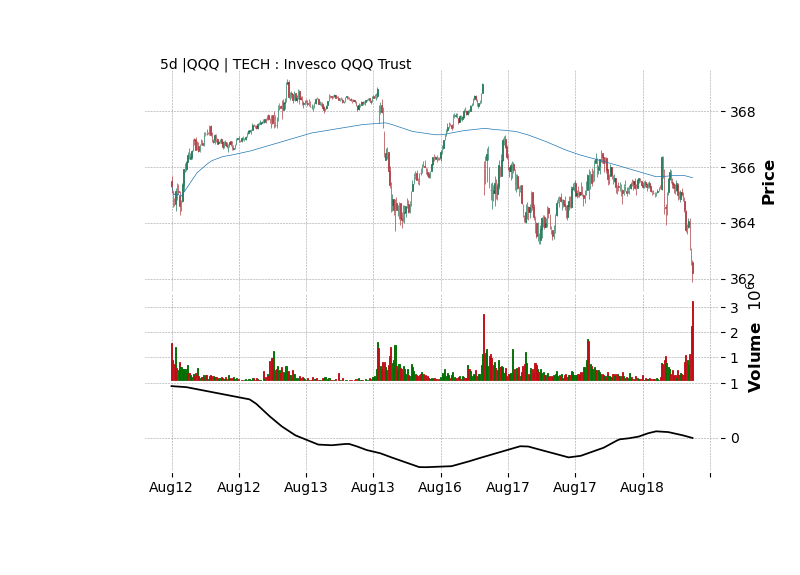 5d |QQQ | TECH : Invesco QQQ Trust
368
366
364
362
Price
3
2
1
Volume 10^6
1
0
Aug12
Aug12
Aug13
Aug13
Aug16
Aug17
Aug17
Aug18